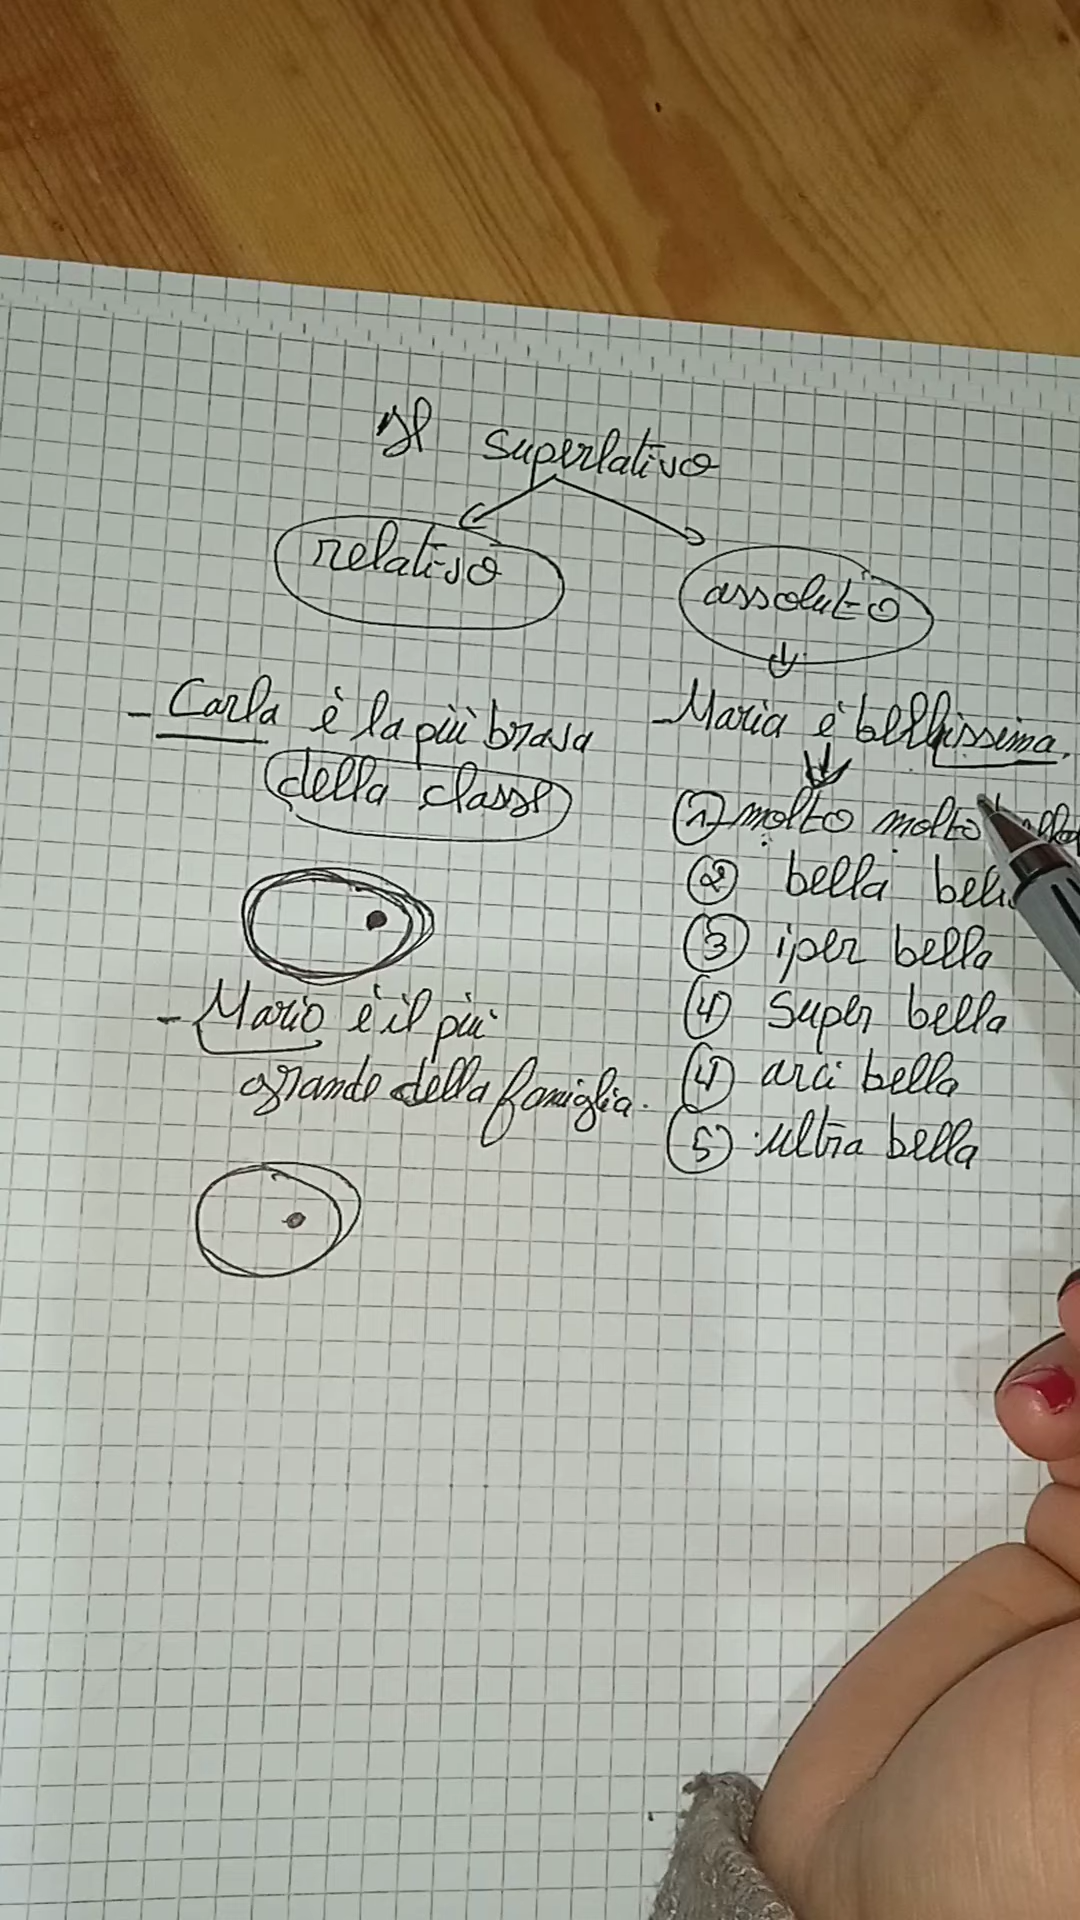 Il superlativo
relativo
assoluto
- Carla è la più brava
della classe
- Mario è il più
grande della famiglia.
- Maria è bellissima.
① molto molto
② bella
③ iper bella
④ super bella
④ arci bella
⑤ ultra bella